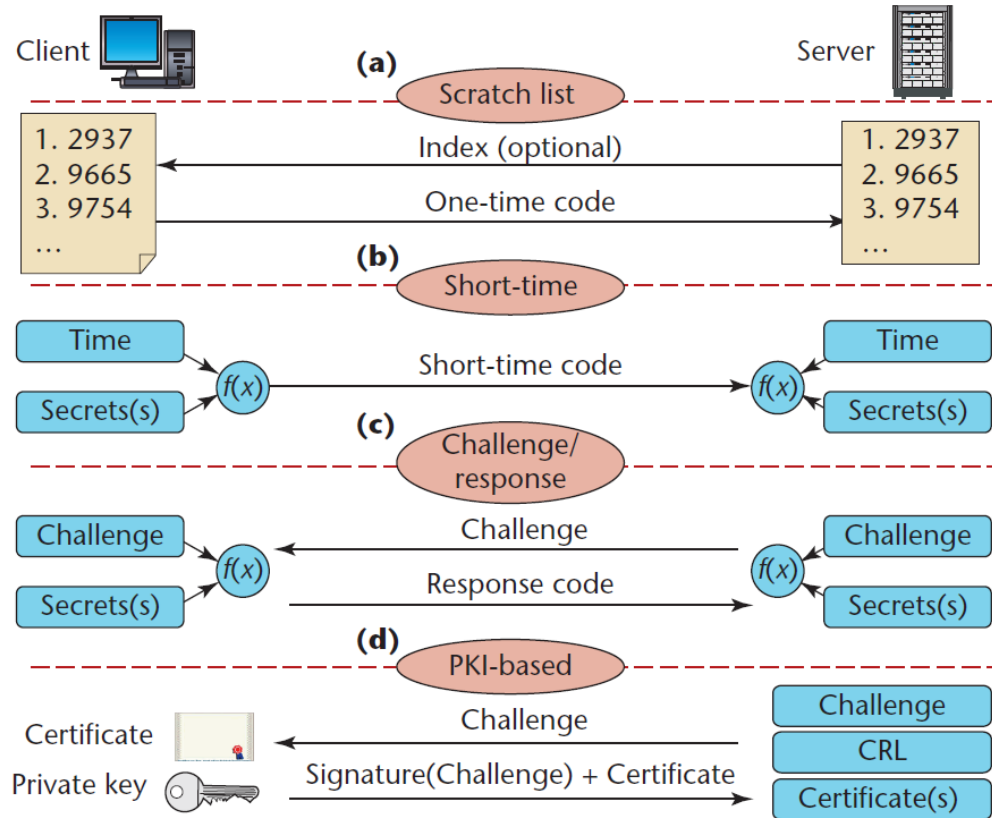 Client
Server
(a)
Scratch list
1. 2937
2. 9665
3. 9754
...
Index (optional)
One-time code
1. 2937
2. 9665
3. 9754
...
(b)
Short-time
Time
Secrets(s)
f(x)
Short-time code
f(x)
Time
Secrets(s)
(c)
Challenge/
response
Challenge
Secrets(s)
f(x)
Challenge
Response code
f(x)
Challenge
Secrets(s)
(d)
PKI-based
Certificate
Private key
Challenge
Signature(Challenge) + Certificate
Challenge
CRL
Certificate(s)